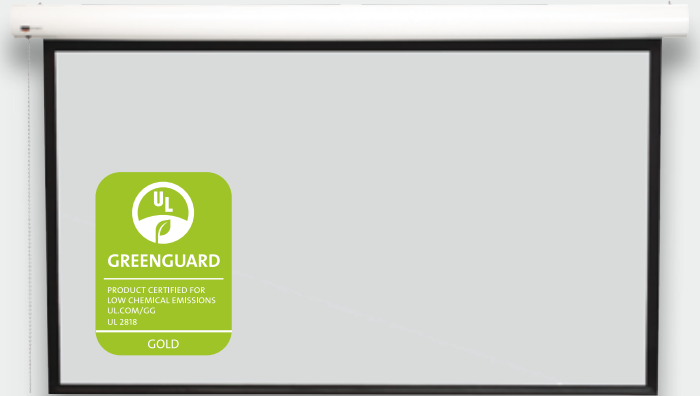 UL
GREENGUARD
PRODUCT CERTIFIED FOR
LOW CHEMICAL EMISSIONS
UL.COM/GG
UL 2818
GOLD